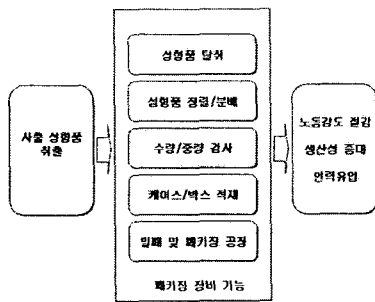 사출 성형품
취출
성형품 탈취
성형품 정렬/분배
수량/중량 검사
케이스/박스 적재
밀폐 및 패키징 공정
패키징 장비 기능
노동강도 절감
생산성 증대
인력유입